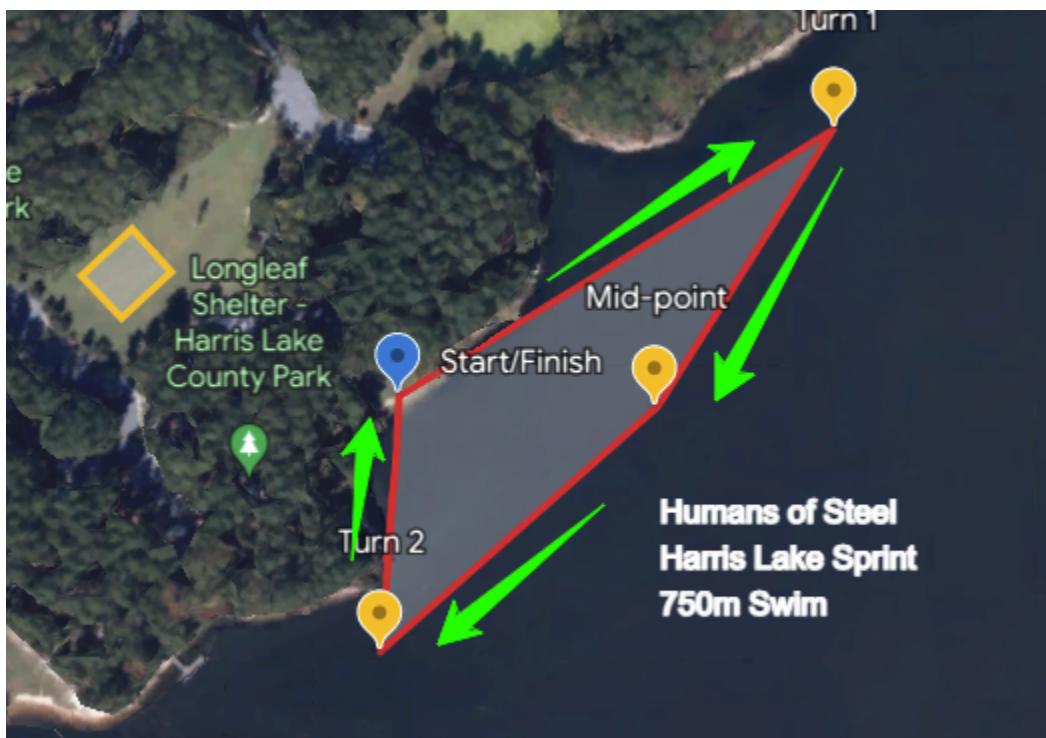 Turn 1
e
rk
Longleaf
Shelter -
Harris Lake
County Park
Mid-point
Start/Finish
Turn 2
Humans of Steel
Harris Lake Sprint
750m Swim